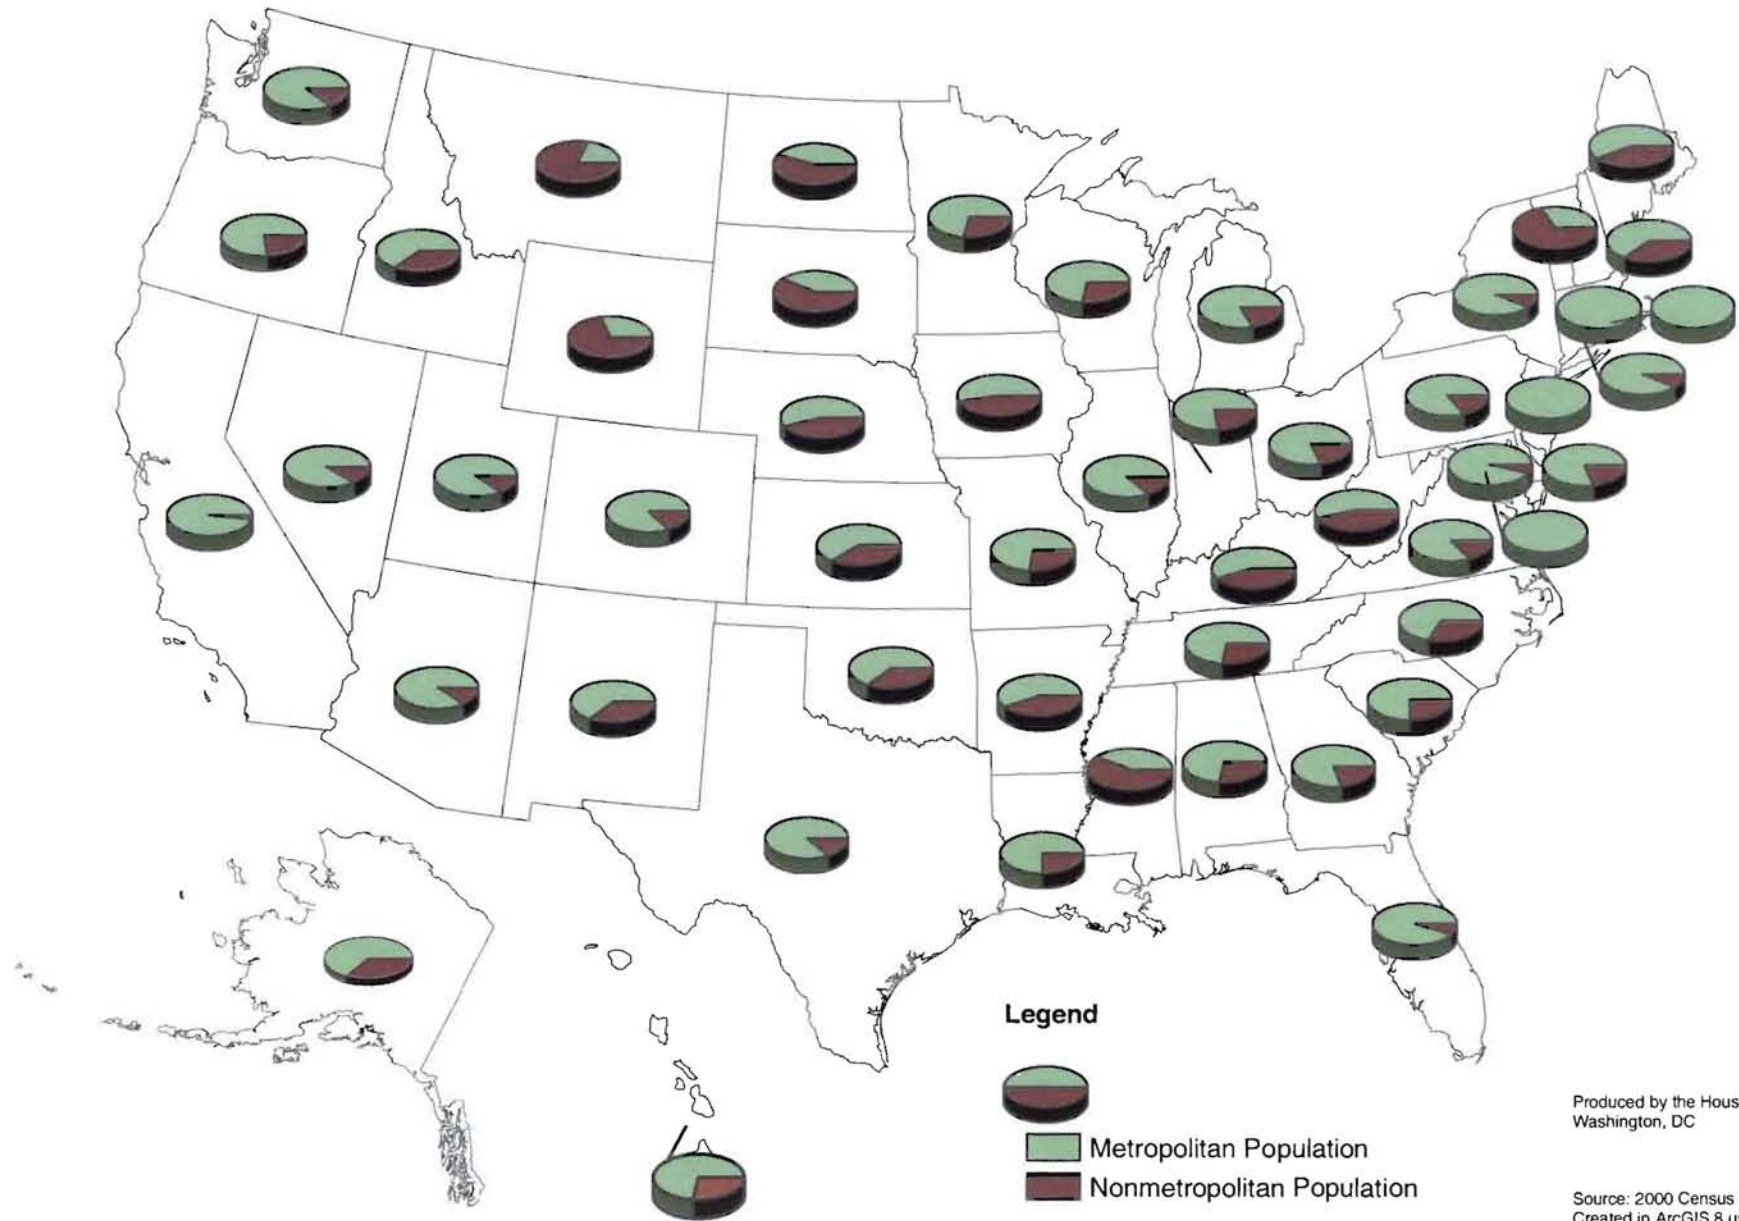 Legend
Metropolitan Population
Nonmetropolitan Population
Produced by the Hous
Washington, DC
Source: 2000 Census